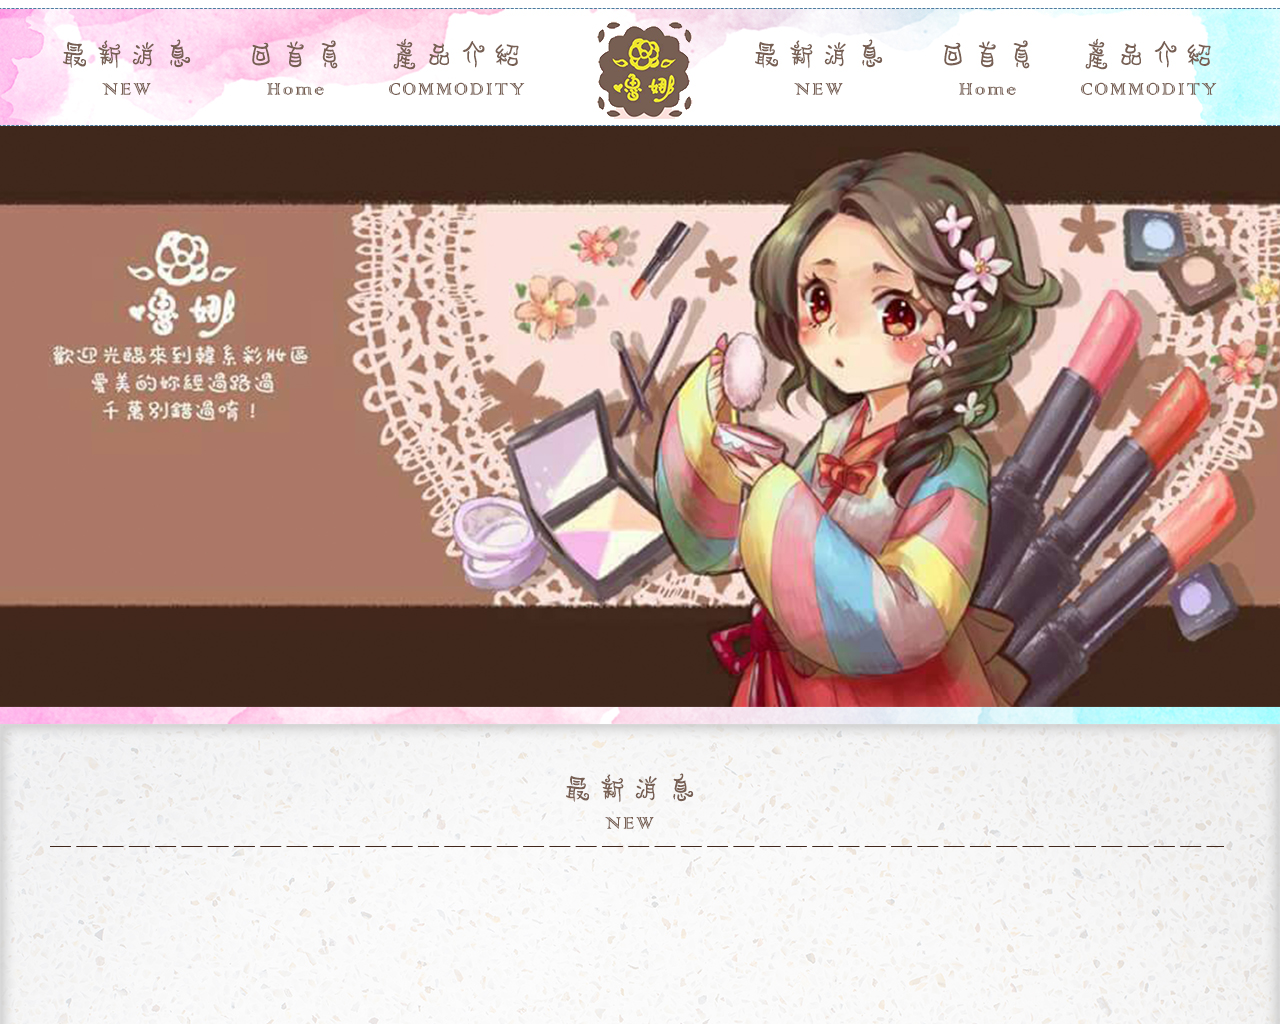 最新消息
NEW
回首頁
Home
產品介紹
COMMODITY
嚕娜
最新消息
NEW
回首頁
Home
產品介紹
COMMODITY
嚕娜
歡迎光臨來到韓系彩妝區
愛美的妳經過路過
千萬別錯過唷！
最新消息
NEW